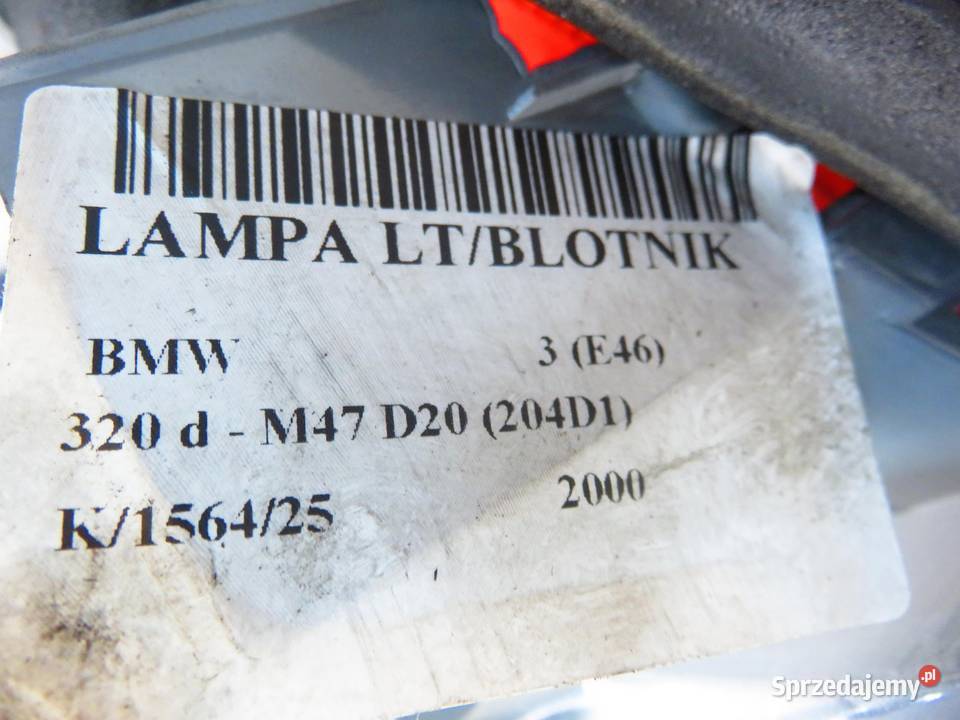 LAMPA LT/BLOTNIK
BMW 3 (E46)
320 d - M47 D20 (204D1)
K/1564/25 2000
Sprzedajemy.pl